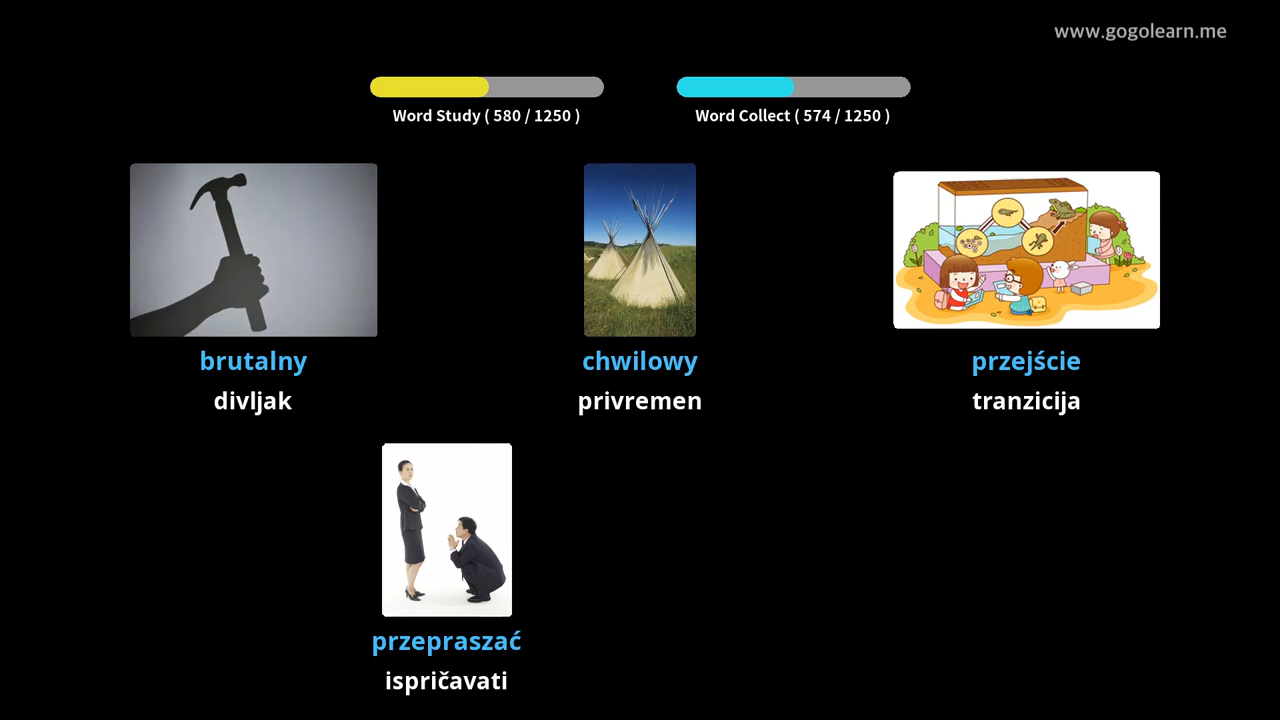 www.gogolearn.me
Word Study ( 580 / 1250 )
Word Collect ( 574 / 1250 )
brutalny
divljak
chwilowy
privremen
przejście
tranzicija
przepraszać
ispričavati